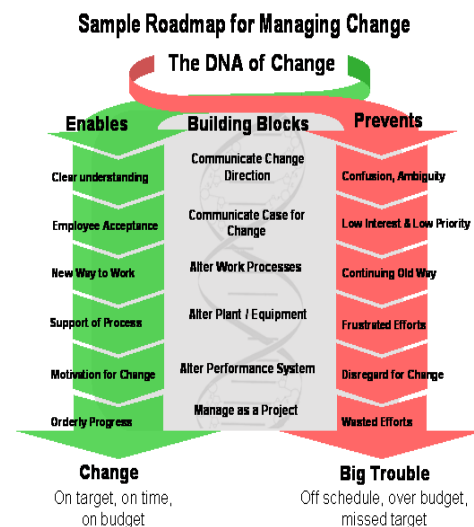 Sample Roadmap for Managing Change
The DNA of Change
Enables
Building Blocks
Prevents
Clear understanding
Communicate Change
Direction
Confusion, Ambiguity
Employee Acceptance
Communicate Case for
Change
Low Interest & Low Priority
New Way to Work
Alter Work Processes
Continuing Old Way
Support of Process
Alter Plant / Equipment
Frustrated Efforts
Motivation for Change
Alter Performance System
Disregard for Change
Orderly Progress
Manage as a Project
Wasted Efforts
Change
On target, on time,
on budget
Big Trouble
Off schedule, over budget,
missed target